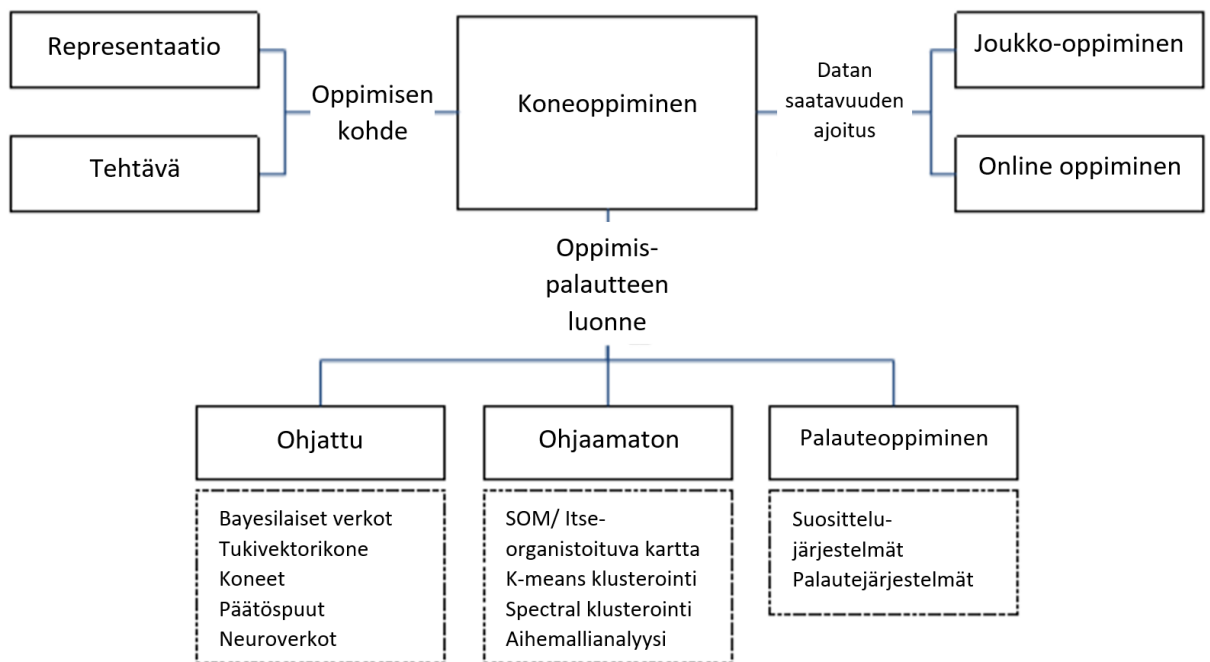 Representaatio
Tehtävä
Oppimisen
kohde
Koneoppiminen
Datan
saatavuuden
ajoitus
Joukko-oppiminen
Online oppiminen
Oppimis-
palautteen
luonne
Ohjattu
Bayesilaiset verkot
Tukivektorikone
Koneet
Päätöspuut
Neuroverkot
Ohjaamaton
SOM/ Itse-
organistoituva kartta
K-means klusterointi
Spectral klusterointi
Aihemallianalyysi
Palauteoppiminen
Suosittelu-
järjestelmät
Palautejärjestelmät